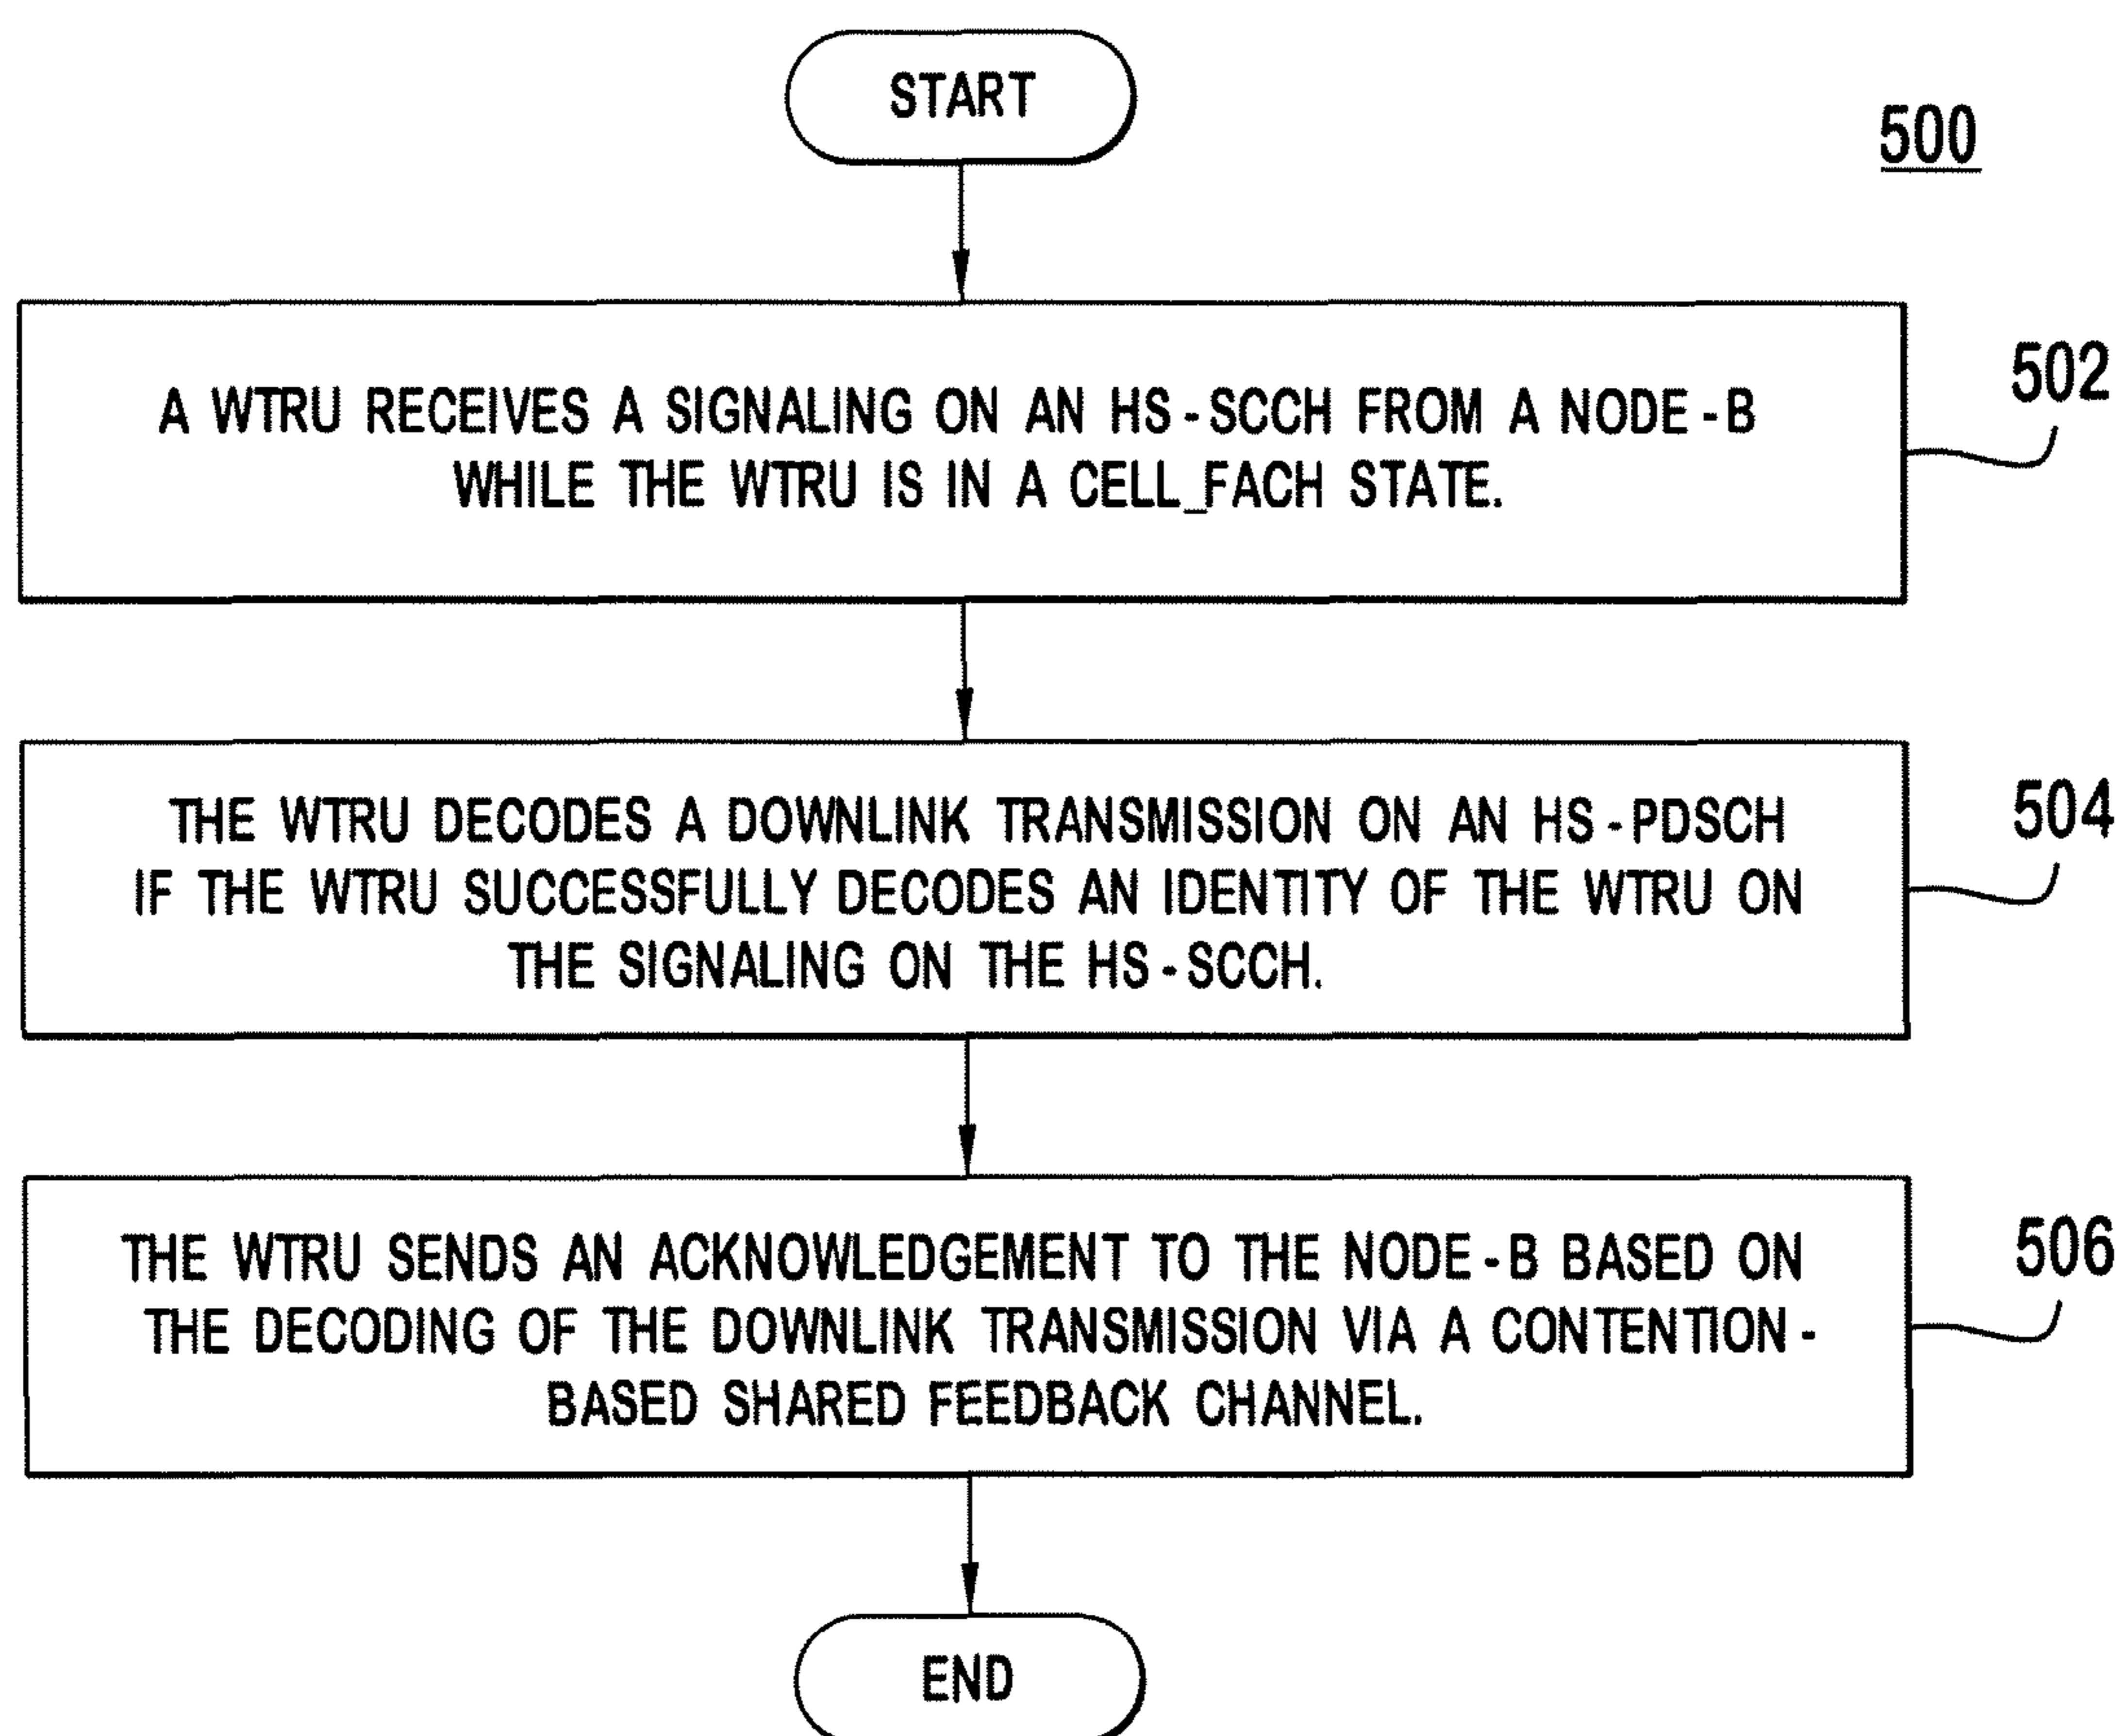 START
500
A WTRU RECEIVES A SIGNALING ON AN HS-SCCH FROM A NODE-B
WHILE THE WTRU IS IN A CELL_FACH STATE.
502
THE WTRU DECODES A DOWNLINK TRANSMISSION ON AN HS-PDSCH
IF THE WTRU SUCCESSFULLY DECODES AN IDENTITY OF THE WTRU ON
THE SIGNALING ON THE HS-SCCH.
504
THE WTRU SENDS AN ACKNOWLEDGEMENT TO THE NODE-B BASED ON
THE DECODING OF THE DOWNLINK TRANSMISSION VIA A CONTENTION-
BASED SHARED FEEDBACK CHANNEL.
506
END